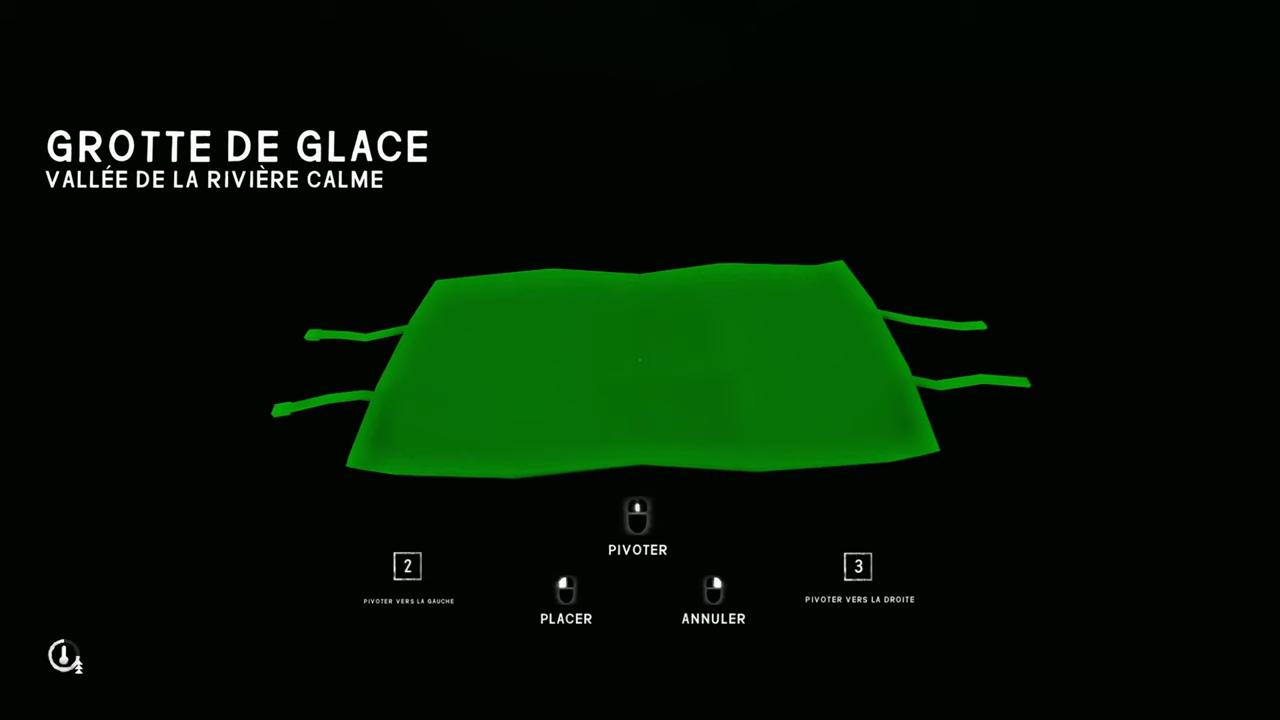 GROTTE DE GLACE
VALLÉE DE LA RIVIÈRE CALME
PIVOTER
2
3
PIVOTER VERS LA GAUCHE
PIVOTER VERS LA DROITE
PLACER
ANNULER